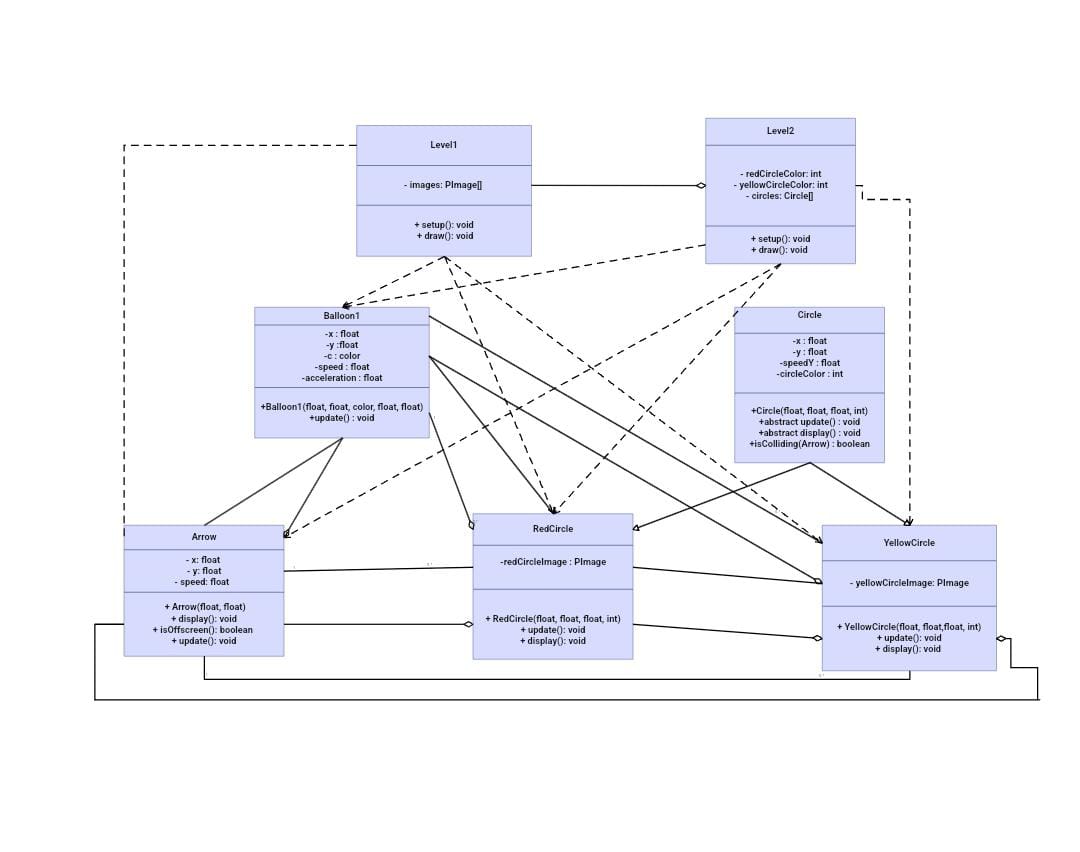 Level1
- images: PImage[]
+ setup(): void
+ draw(): void
Level2
- redCircleColor: int
- yellowCircleColor: int
- circles: Circle[]
+ setup(): void
+ draw(): void
Balloon1
-x : float
-y :float
-c : color
-speed : float
-acceleration : float
+Balloon1(float, fioat, color, float, float)
+update() : void
Circle
-x : float
-y : float
-speedY : float
-circleColor : int
+Circle(float, float, float, int)
+abstract update() : void
+abstract display() : void
+isColliding(Arrow) : boolean
Arrow
- x: float
- y: float
- speed: float
+ Arrow(float, float)
+ display(): void
+ isOffscreen(): boolean
+ update(): void
RedCircle
-redCircleImage : PImage
+ RedCircle(float, float, float, int)
+ update(): void
+ display(): void
YellowCircle
- yellowCircleImage: PImage
+ YellowCircle(float, float,float, int)
+ update(): void
+ display(): void